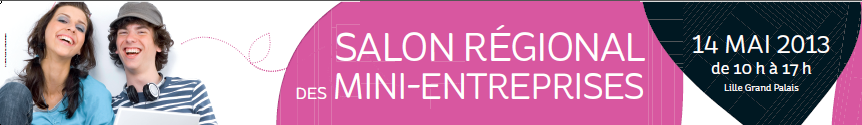 SALON RÉGIONAL
DES MINI-ENTREPRISES
14 MAI 2013
de 10 h à 17 h
Lille Grand Palais